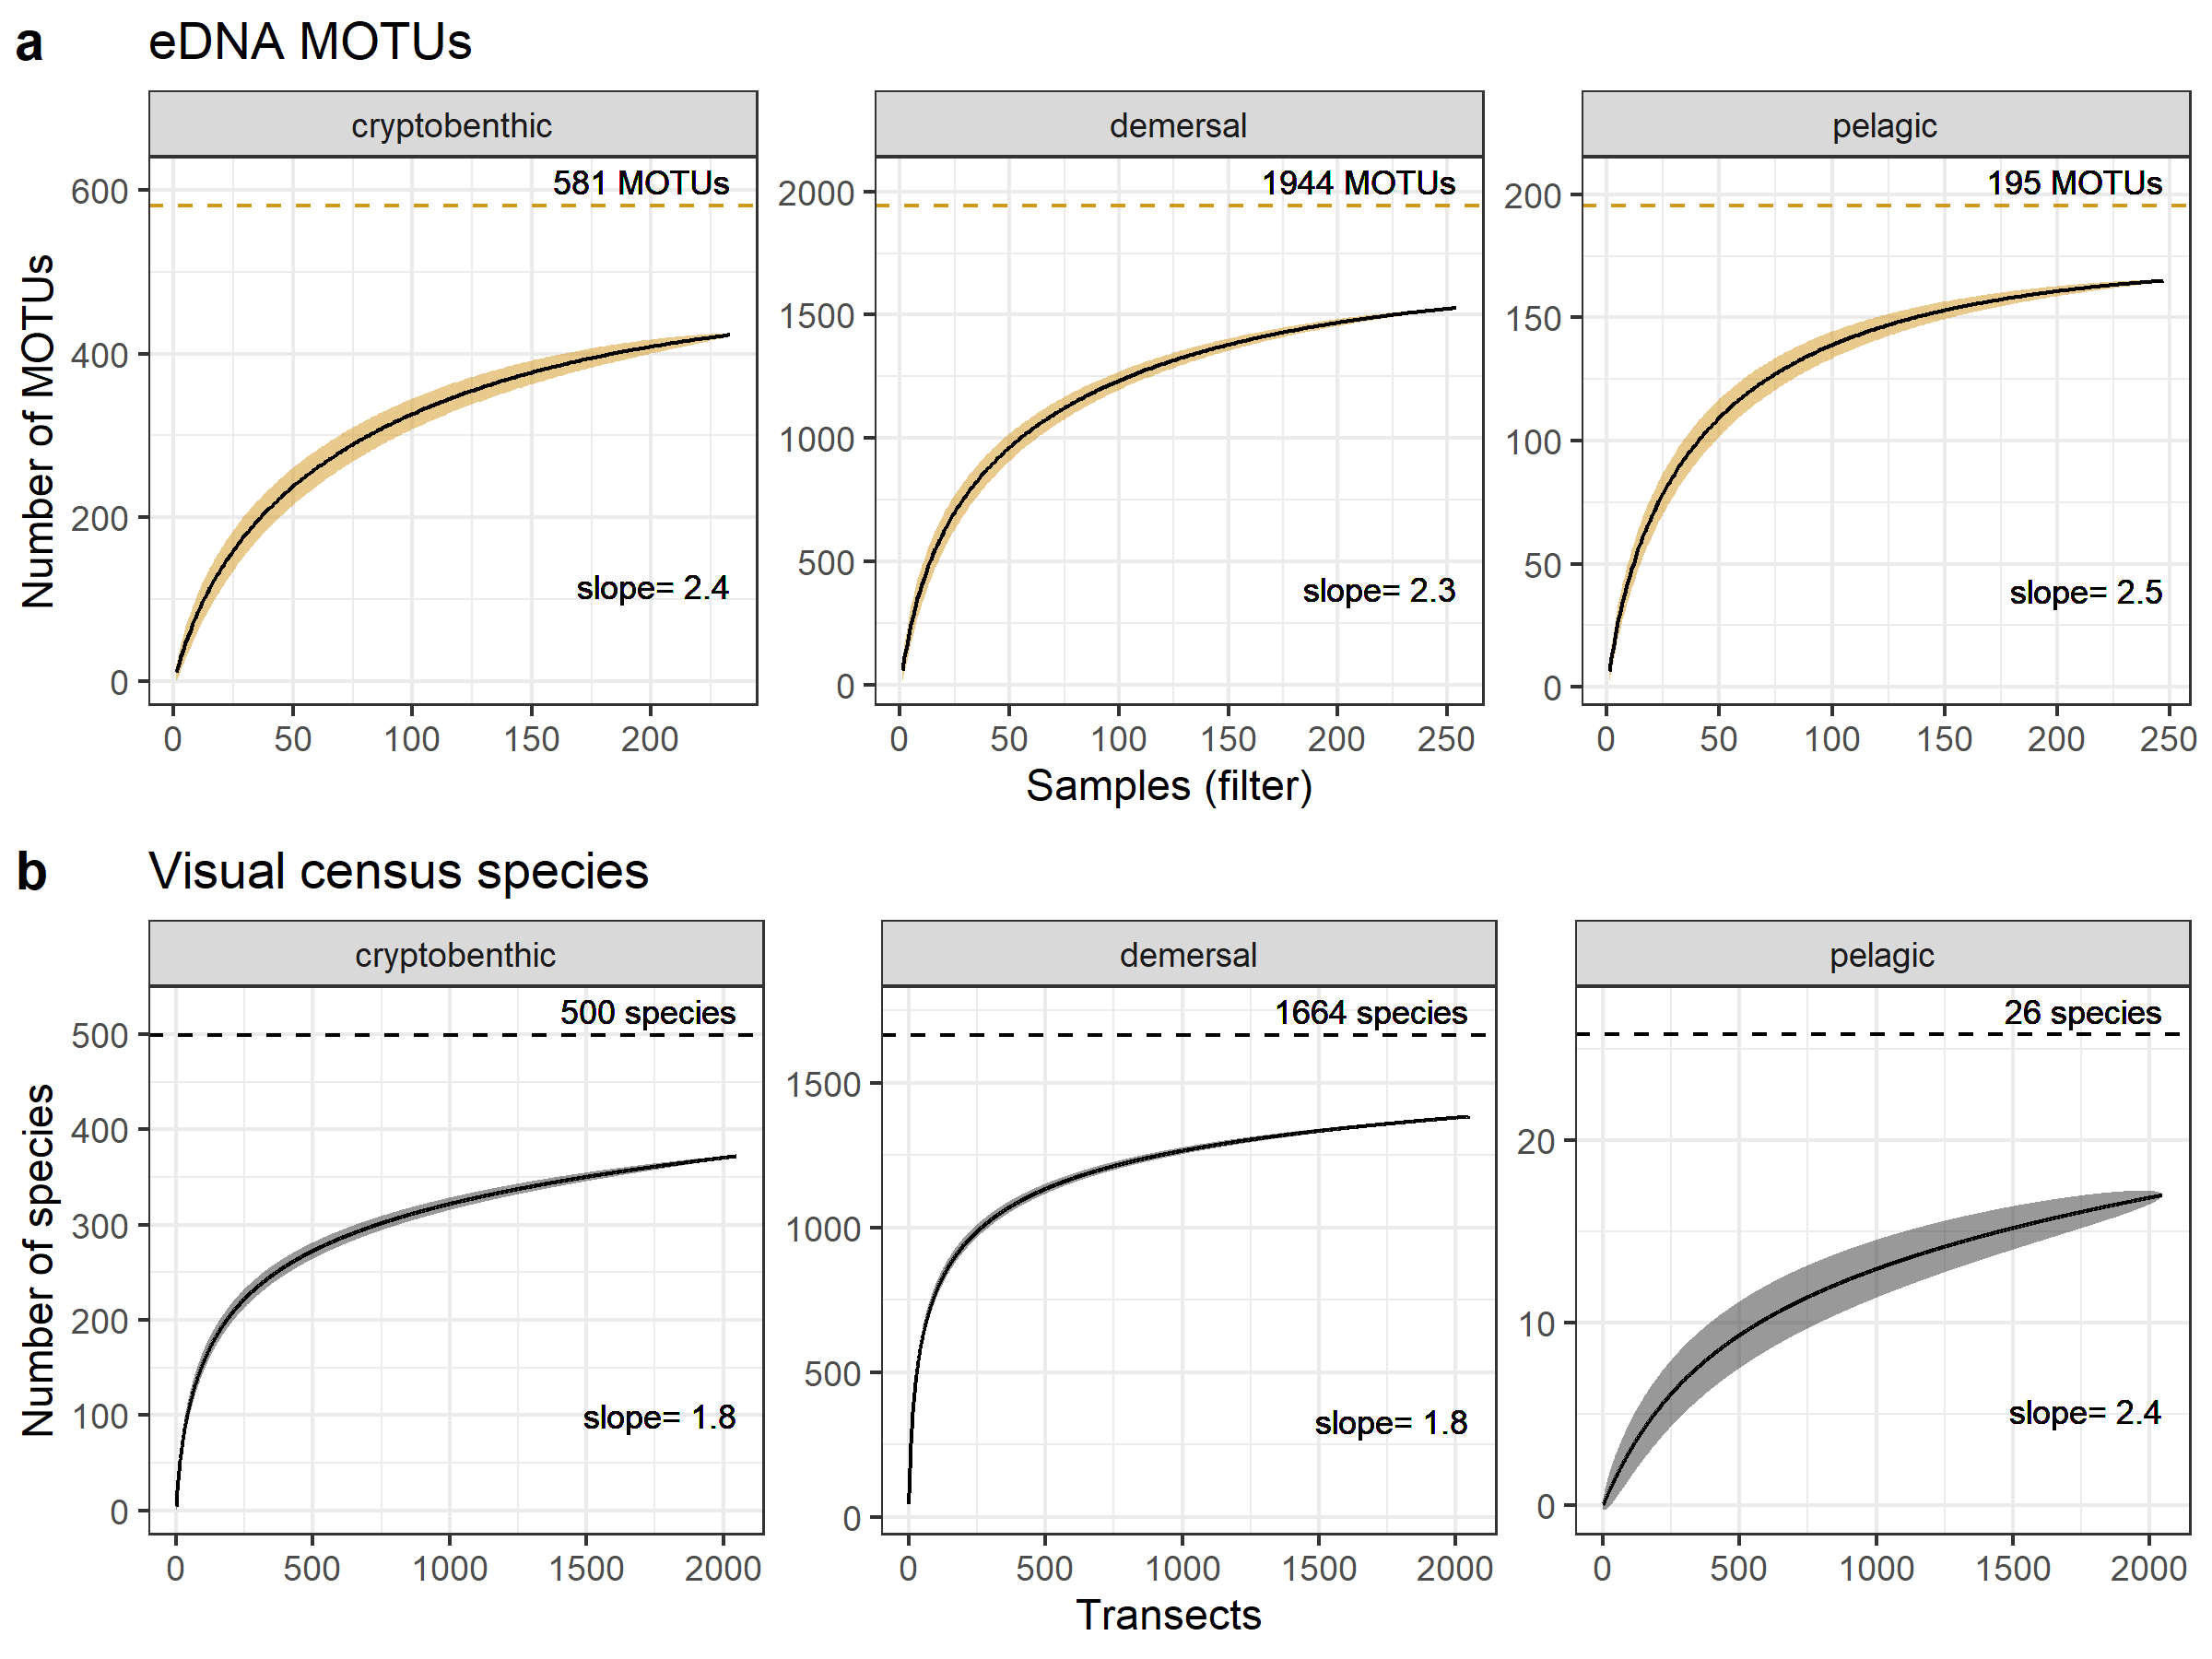 a eDNA MOTUs
cryptobenthic demersal pelagic
Number of MOTUs
600
400
200
0
581 MOTUs
slope= 2.4
0 50 100 150 200
2000
1500
1000
500
0
1944 MOTUs
slope= 2.3
0 50 100 150 200 250
200
150
100
50
0
195 MOTUs
slope= 2.5
0 50 100 150 200 250
Samples (filter)
b Visual census species
cryptobenthic demersal pelagic
Number of species
500
400
300
200
100
0
500 species
slope= 1.8
0 500 1000 1500 2000
1500
1000
500
0
1664 species
slope= 1.8
0 500 1000 1500 2000
20
10
0
26 species
slope= 2.4
0 500 1000 1500 2000
Transects